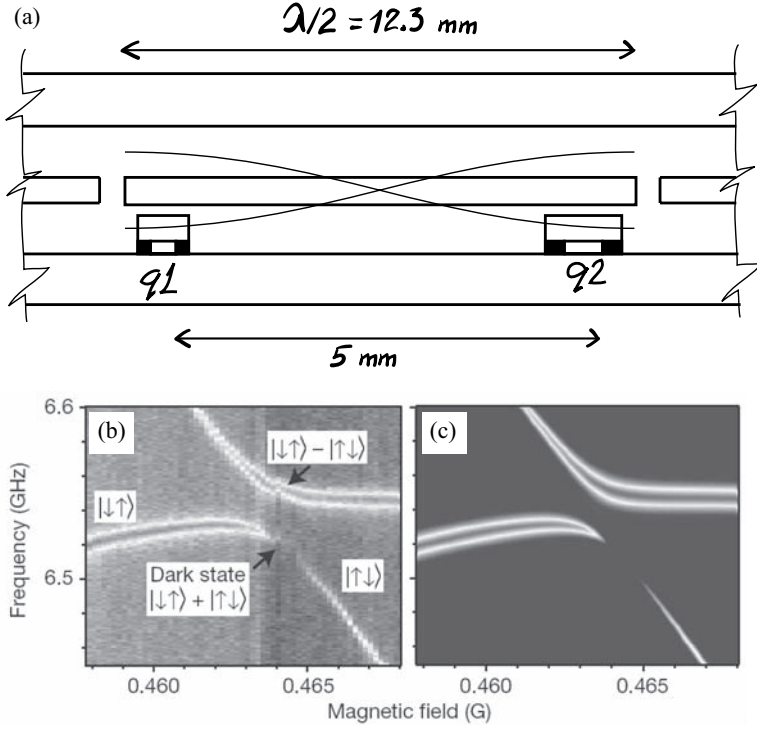 (a)
λ/2 = 12.3 mm
q1
q2
5 mm
6.6
(b)
|↓↑⟩ − |↑↓⟩
(c)
|↓↑⟩
Frequency (GHz)
6.5
Dark state
|↓↑⟩ + |↑↓⟩
|↑↓⟩
0.460
0.465
0.460
0.465
Magnetic field (G)